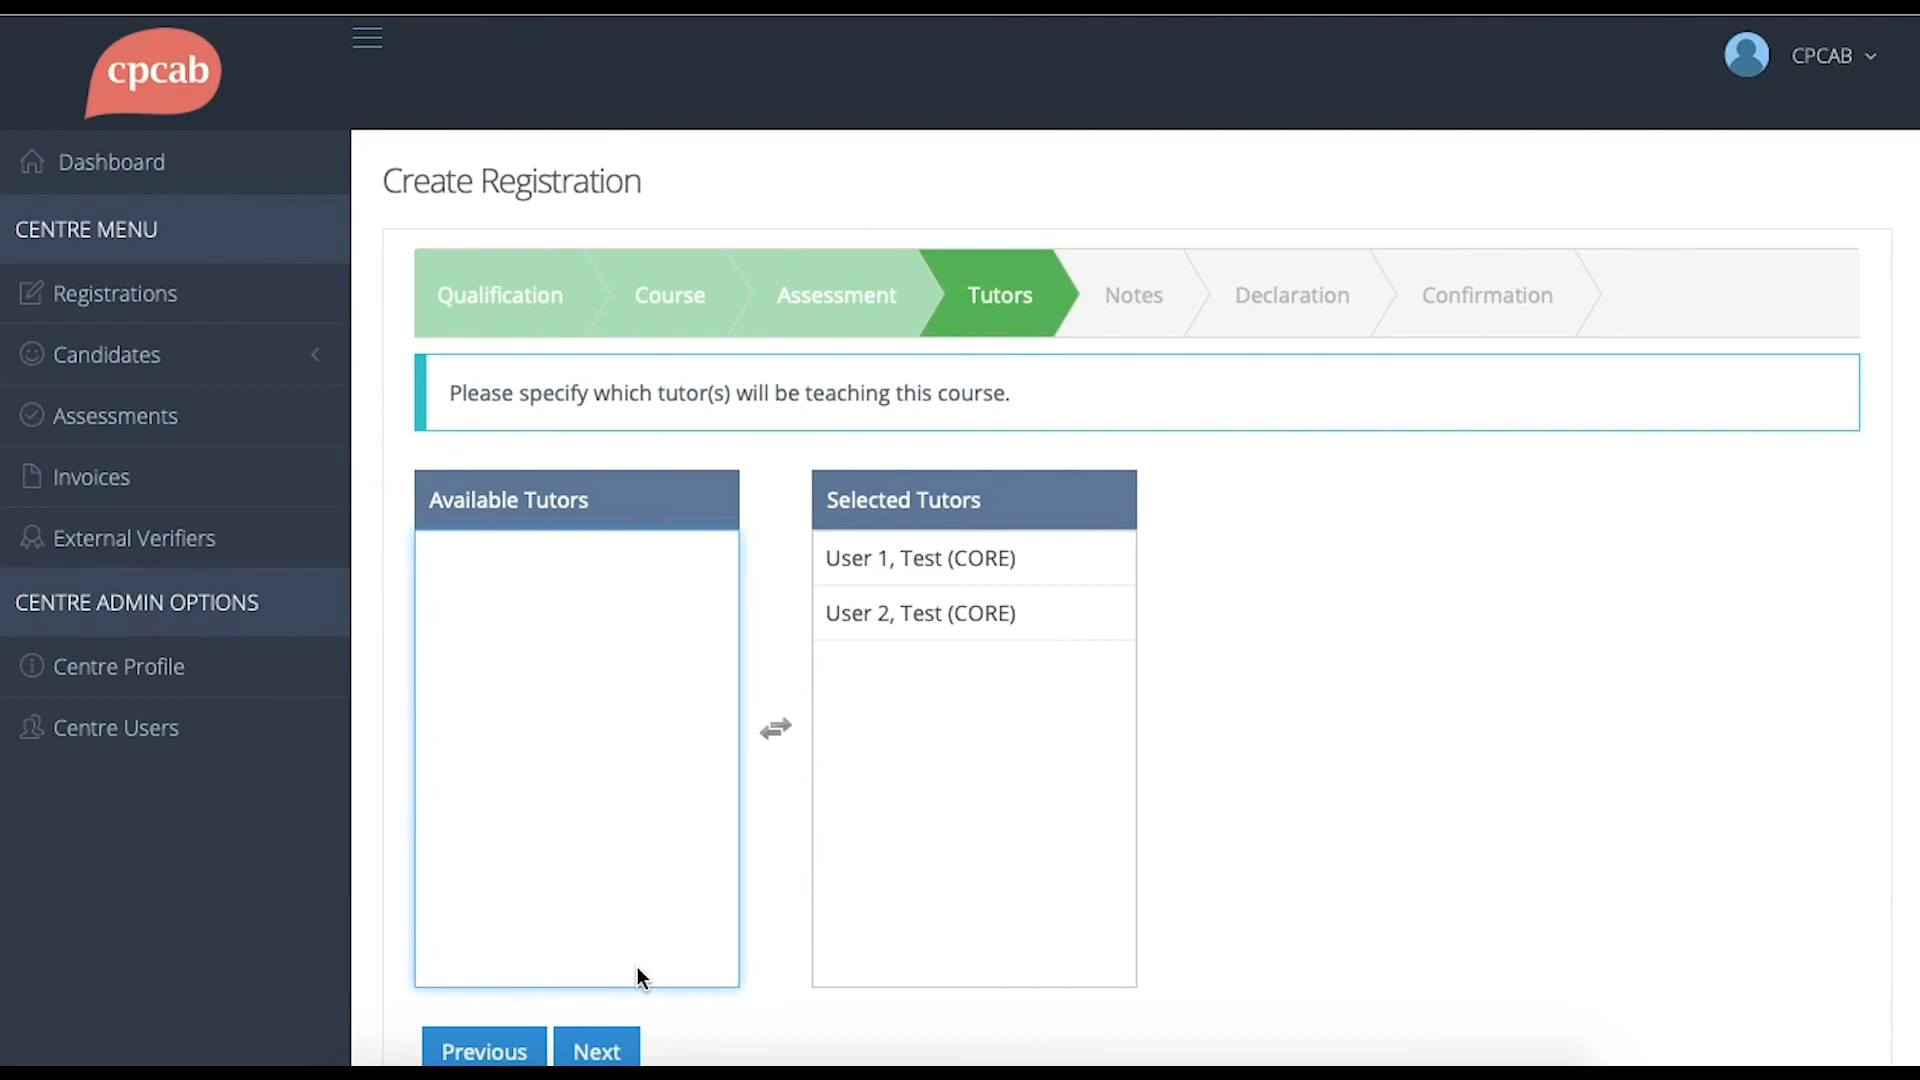 cpcab
CPCAB
Dashboard
CENTRE MENU
Registrations
Candidates
Assessments
Invoices
External Verifiers
CENTRE ADMIN OPTIONS
Centre Profile
Centre Users
Create Registration
Qualification Course Assessment Tutors Notes Declaration Confirmation
Please specify which tutor(s) will be teaching this course.
Available Tutors
Selected Tutors
User 1, Test (CORE)
User 2, Test (CORE)
Previous Next